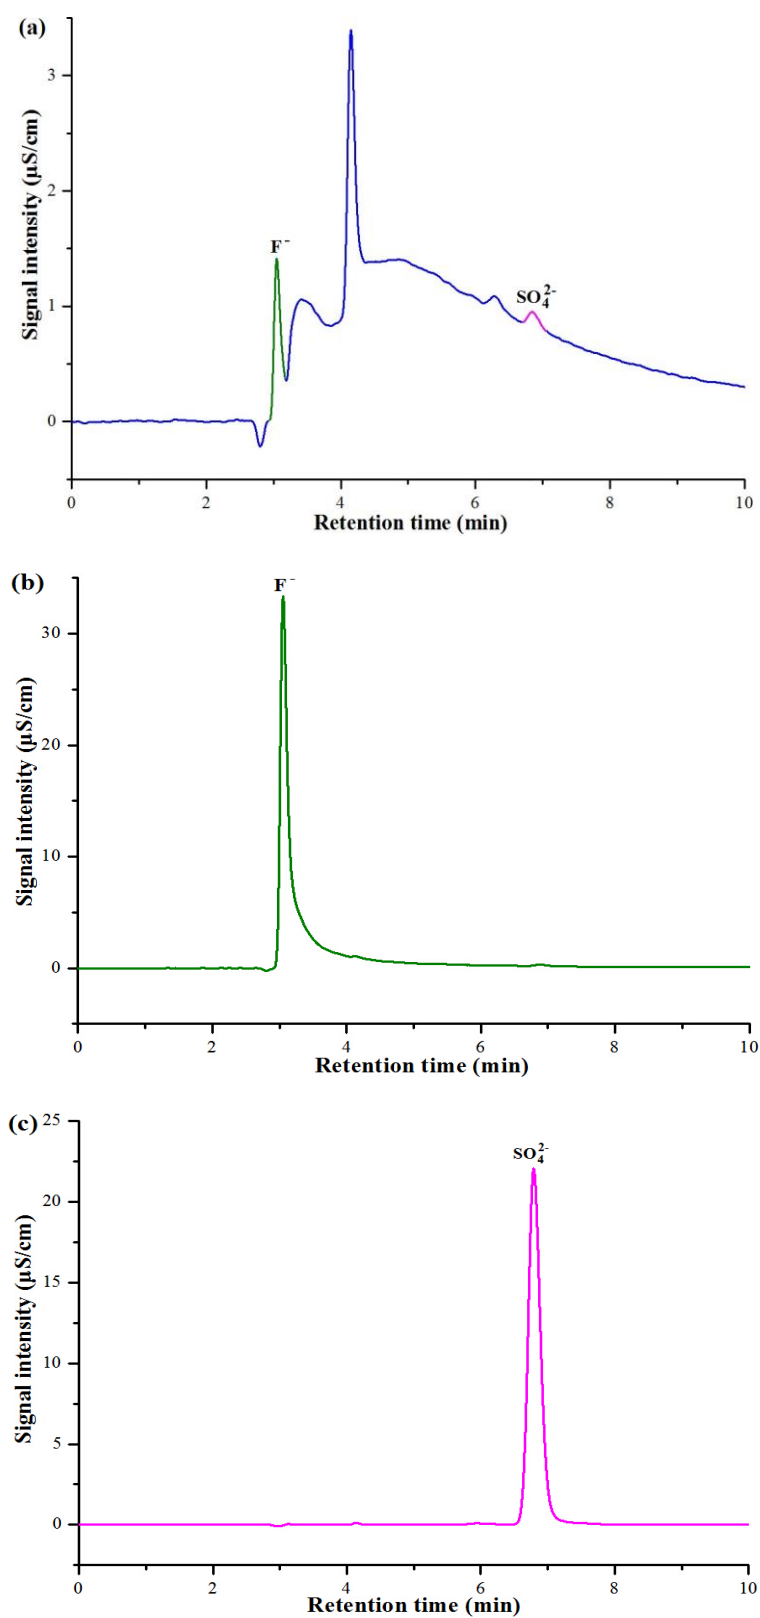 (a)
Signal intensity (µS/cm)
3
2
1
0
F⁻
SO₄²⁻
0 2 4 6 8 10
Retention time (min)
(b)
Signal intensity (µS/cm)
30
20
10
0
F⁻
0 2 4 6 8 10
Retention time (min)
(c)
Signal intensity (µS/cm)
25
20
15
10
5
0
SO₄²⁻
0 2 4 6 8 10
Retention time (min)